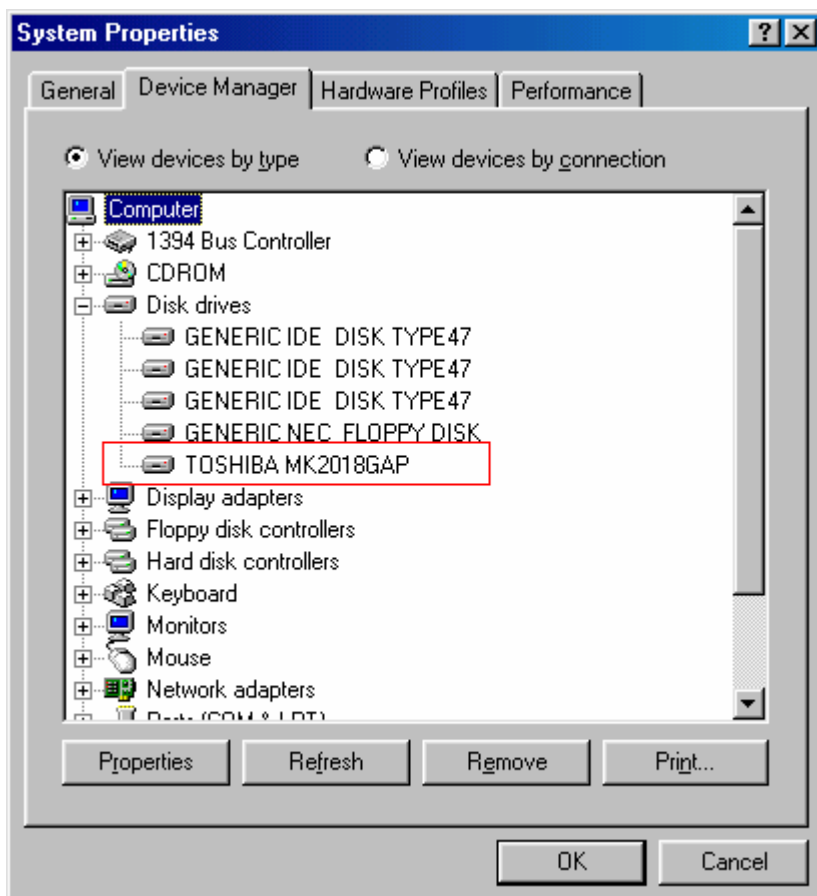 System Properties
General Device Manager Hardware Profiles Performance
View devices by type View devices by connection
Computer
1394 Bus Controller
CDROM
Disk drives
GENERIC IDE DISK TYPE47
GENERIC IDE DISK TYPE47
GENERIC IDE DISK TYPE47
GENERIC NEC FLOPPY DISK
TOSHIBA MK2018GAP
Display adapters
Floppy disk controllers
Hard disk controllers
Keyboard
Monitors
Mouse
Network adapters
Ports (COM & LPT)
Properties Refresh Remove Print...
OK Cancel